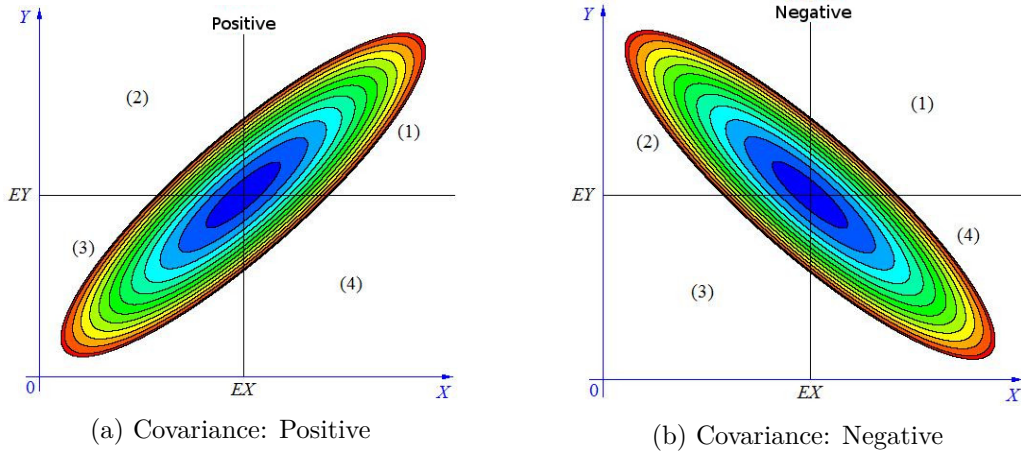 Y
Positive
(2)
(1)
EY
(3)
(4)
0
EX
X
(a) Covariance: Positive
Y
Negative
(1)
(2)
(4)
(3)
0
EX
X
(b) Covariance: Negative